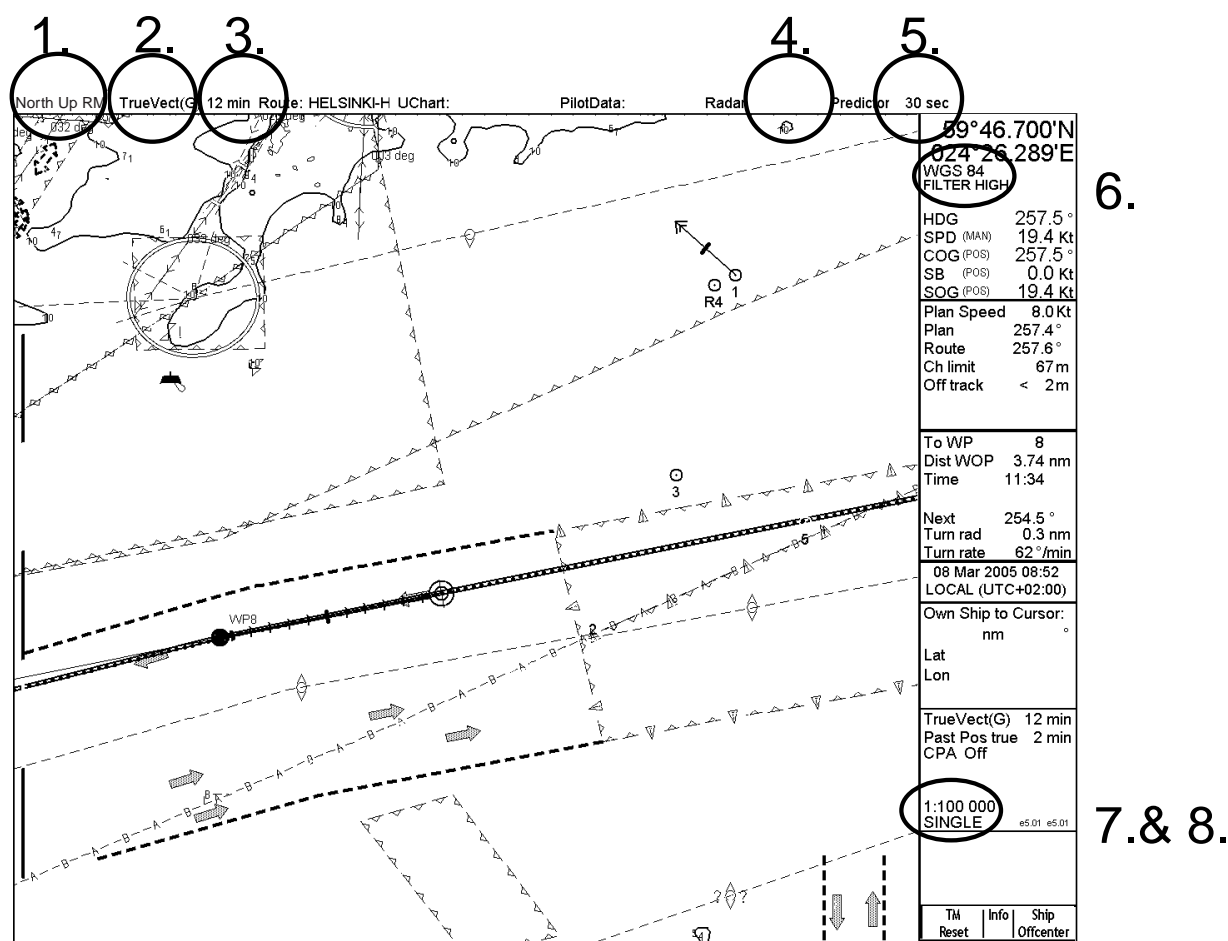 1. 2. 3. 4. 5.
North Up RM TrueVect(G) 12 min Route: HELSINKI-H UChart: PilotData: Radar Predictor 30 sec
032 deg
003 deg
033 deg
59°46.700'N
024°26.289'E
WGS 84
FILTER HIGH
6.
HDG 257.5 °
SPD (MAN) 19.4 Kt
COG (POS) 257.5 °
SB (POS) 0.0 Kt
SOG (POS) 19.4 Kt
Plan Speed 8.0 Kt
Plan 257.4 °
Route 257.6 °
Ch limit 67 m
Off track < 2 m
R4 1
To WP 8
Dist WOP 3.74 nm
Time 11:34
3
Next 254.5 °
Turn rad 0.3 nm
Turn rate 62 °/min
5
08 Mar 2005 08:52
LOCAL (UTC+02:00)
Own Ship to Cursor:
nm °
Lat
Lon
WP8
2
TrueVect(G) 12 min
Past Pos true 2 min
CPA Off
1:100 000
SINGLE e5.01 e5.01
7.& 8.
? ?
TM Reset Info Ship Offcenter